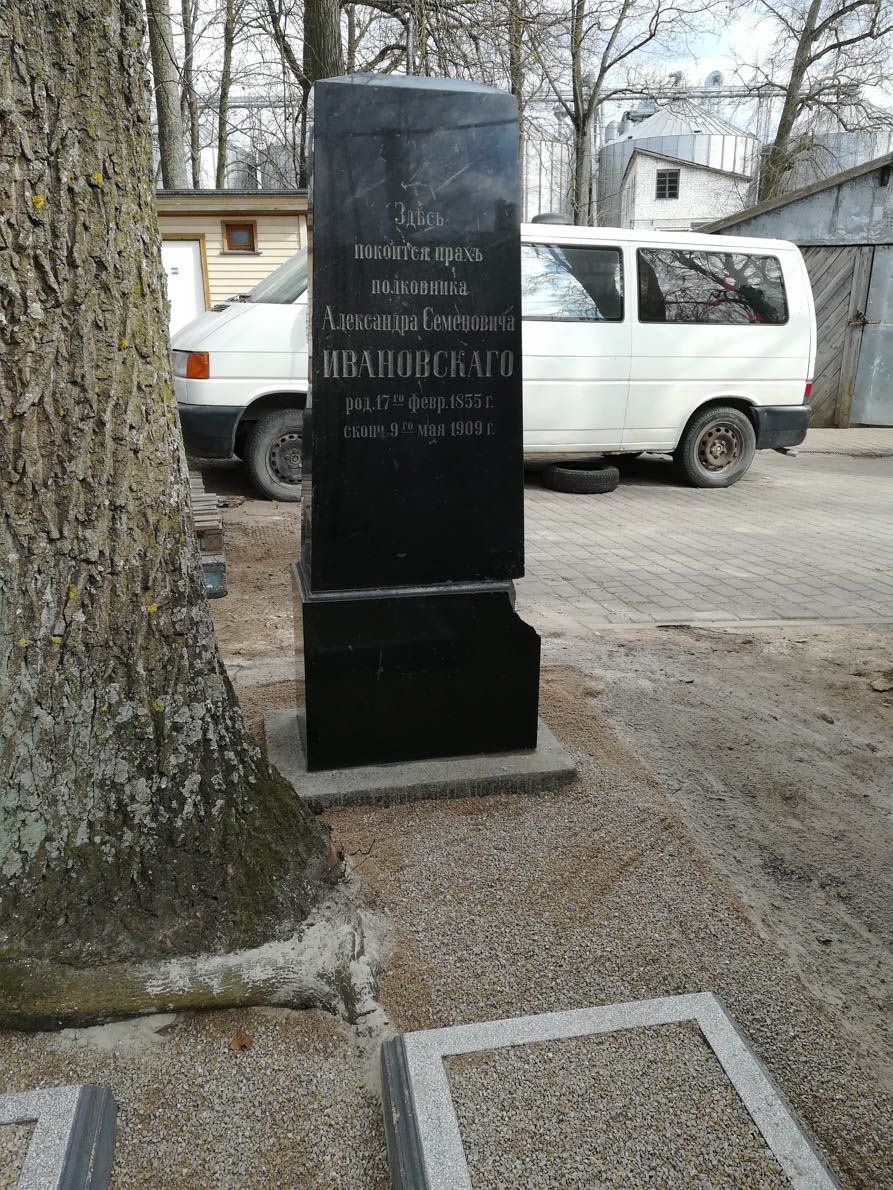 Здѣсь
покоится прахъ
полковника
Александра Семеновича
ИВАНОВСКАГО
род. 17го февр. 1855 г.
сконч. 9го мая 1909 г.